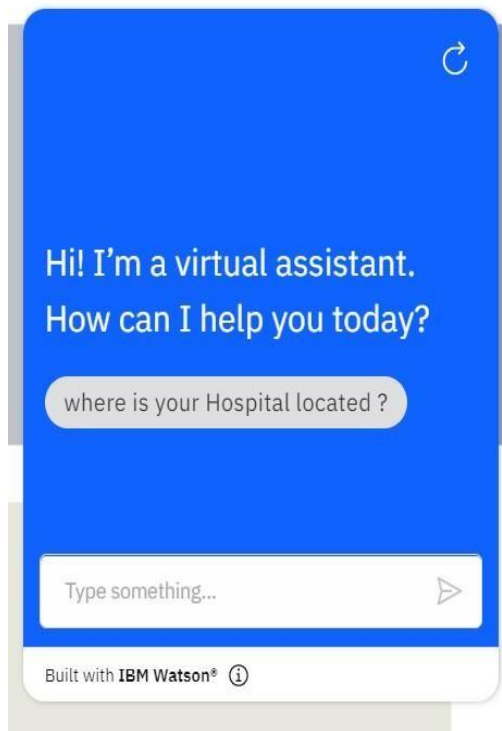 Hi! I’m a virtual assistant.
How can I help you today?
where is your Hospital located ?
Type something...
Built with IBM Watson®